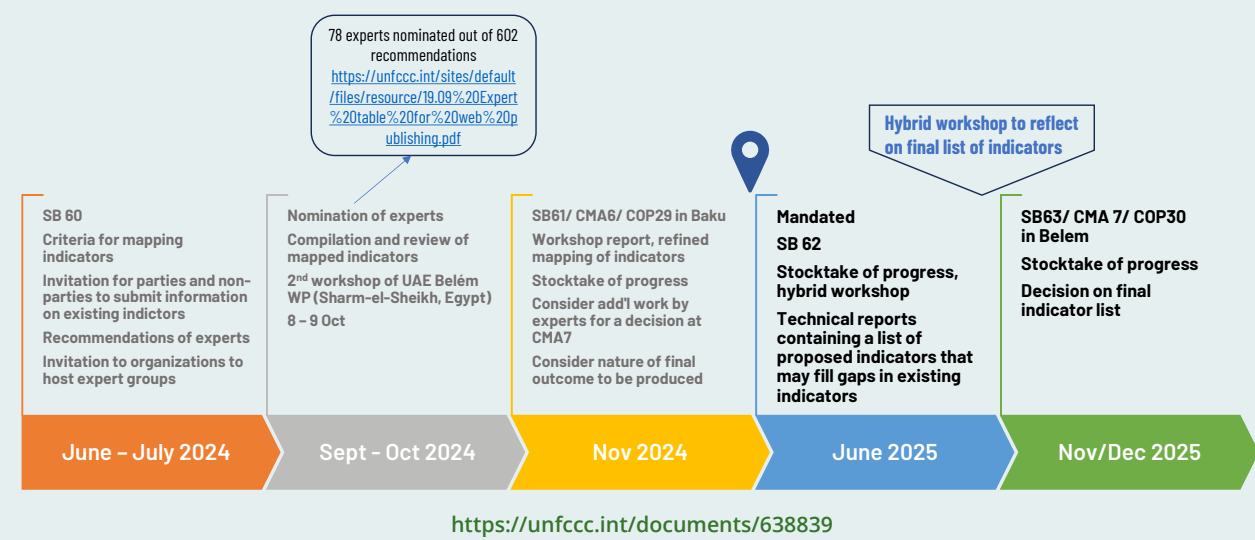 78 experts nominated out of 602
recommendations
https://unfccc.int/sites/default
/files/resource/19.09%20Expert
%20table%20for%20web%20p
ublishing.pdf
Hybrid workshop to reflect
on final list of indicators
SB 60
Criteria for mapping
indicators
Invitation for parties and non-
parties to submit information
on existing indictors
Recommendations of experts
Invitation to organizations to
host expert groups
Nomination of experts
Compilation and review of
mapped indicators
2nd workshop of UAE Belém
WP (Sharm-el-Sheikh, Egypt)
8 – 9 Oct
SB61/ CMA6/ COP29 in Baku
Workshop report, refined
mapping of indicators
Stocktake of progress
Consider add'l work by
experts for a decision at
CMA7
Consider nature of final
outcome to be produced
Mandated
SB 62
Stocktake of progress,
hybrid workshop
Technical reports
containing a list of
proposed indicators that
may fill gaps in existing
indicators
SB63/ CMA 7/ COP30
in Belem
Stocktake of progress
Decision on final
indicator list
June – July 2024
Sept - Oct 2024
Nov 2024
June 2025
Nov/Dec 2025
https://unfccc.int/documents/638839